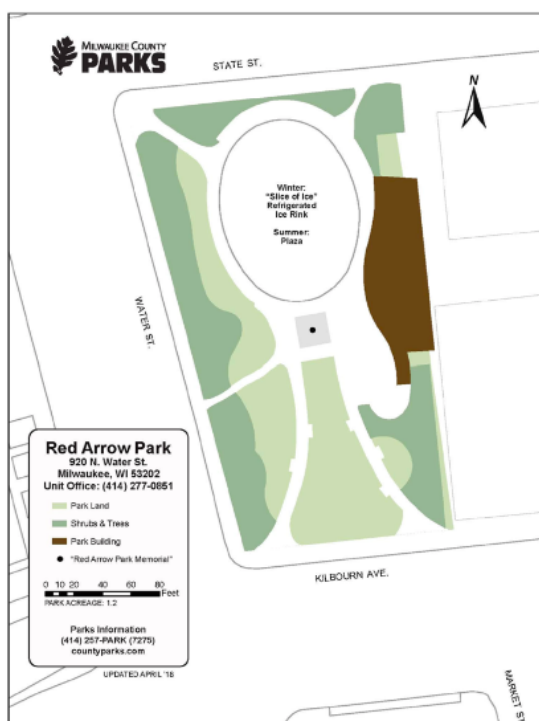 MILWAUKEE COUNTY
PARKS
STATE ST.
N
Winter:
"Slice of Ice"
Refrigerated
Ice Rink
Summer:
Plaza
WATER ST.
Red Arrow Park
920 N. Water St.
Milwaukee, WI 53202
Unit Office: (414) 277-0851
Park Land
Shrubs & Trees
Park Building
"Red Arrow Park Memorial"
0 10 20 40 60 80
Feet
PARK ACREAGE: 1.2
Parks Information
(414) 257-PARK (7275)
countyparks.com
UPDATED APRIL '18
KILBOURN AVE.
MARKET ST